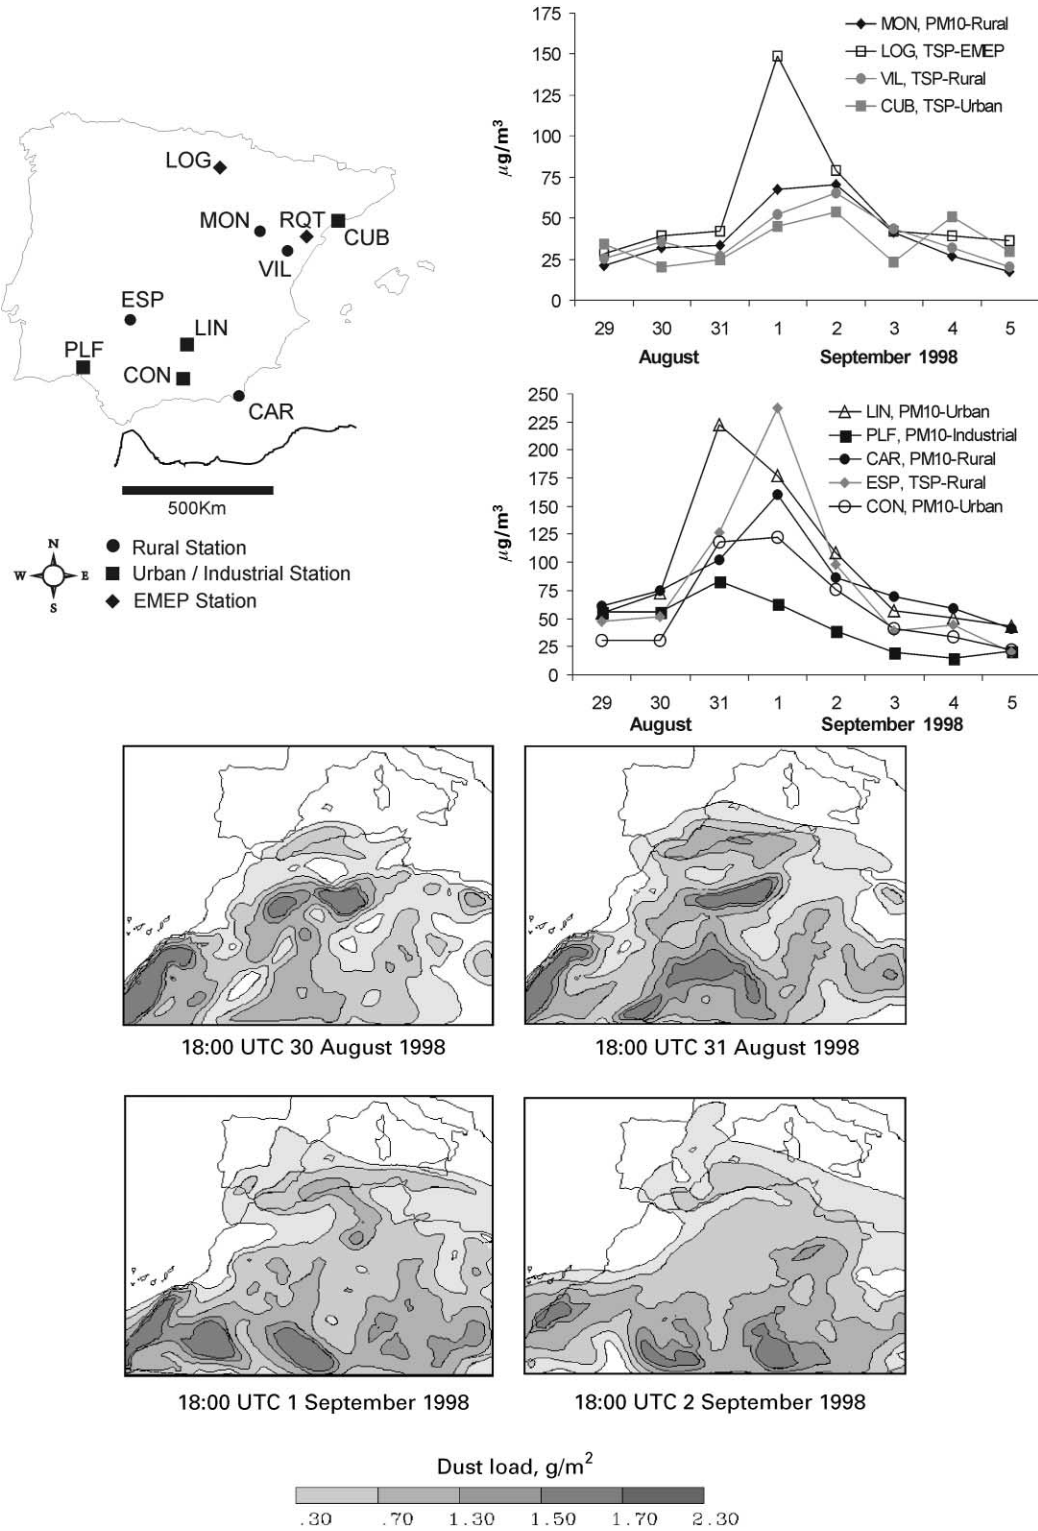 LOG
MON
RQT
CUB
VIL
ESP
LIN
PLF
CON
CAR
500Km
N
W E
S
Rural Station
Urban / Industrial Station
EMEP Station
175
150
125
100
75
50
25
0
µg/m³
MON, PM10-Rural
LOG, TSP-EMEP
VIL, TSP-Rural
CUB, TSP-Urban
29 30 31 1 2 3 4 5
August September 1998
250
225
200
175
150
125
100
75
50
25
0
µg/m³
LIN, PM10-Urban
PLF, PM10-Industrial
CAR, PM10-Rural
ESP, TSP-Rural
CON, PM10-Urban
29 30 31 1 2 3 4 5
August September 1998
18:00 UTC 30 August 1998
18:00 UTC 31 August 1998
18:00 UTC 1 September 1998
18:00 UTC 2 September 1998
Dust load, g/m²
.30 .70 1.30 1.50 1.70 2.30